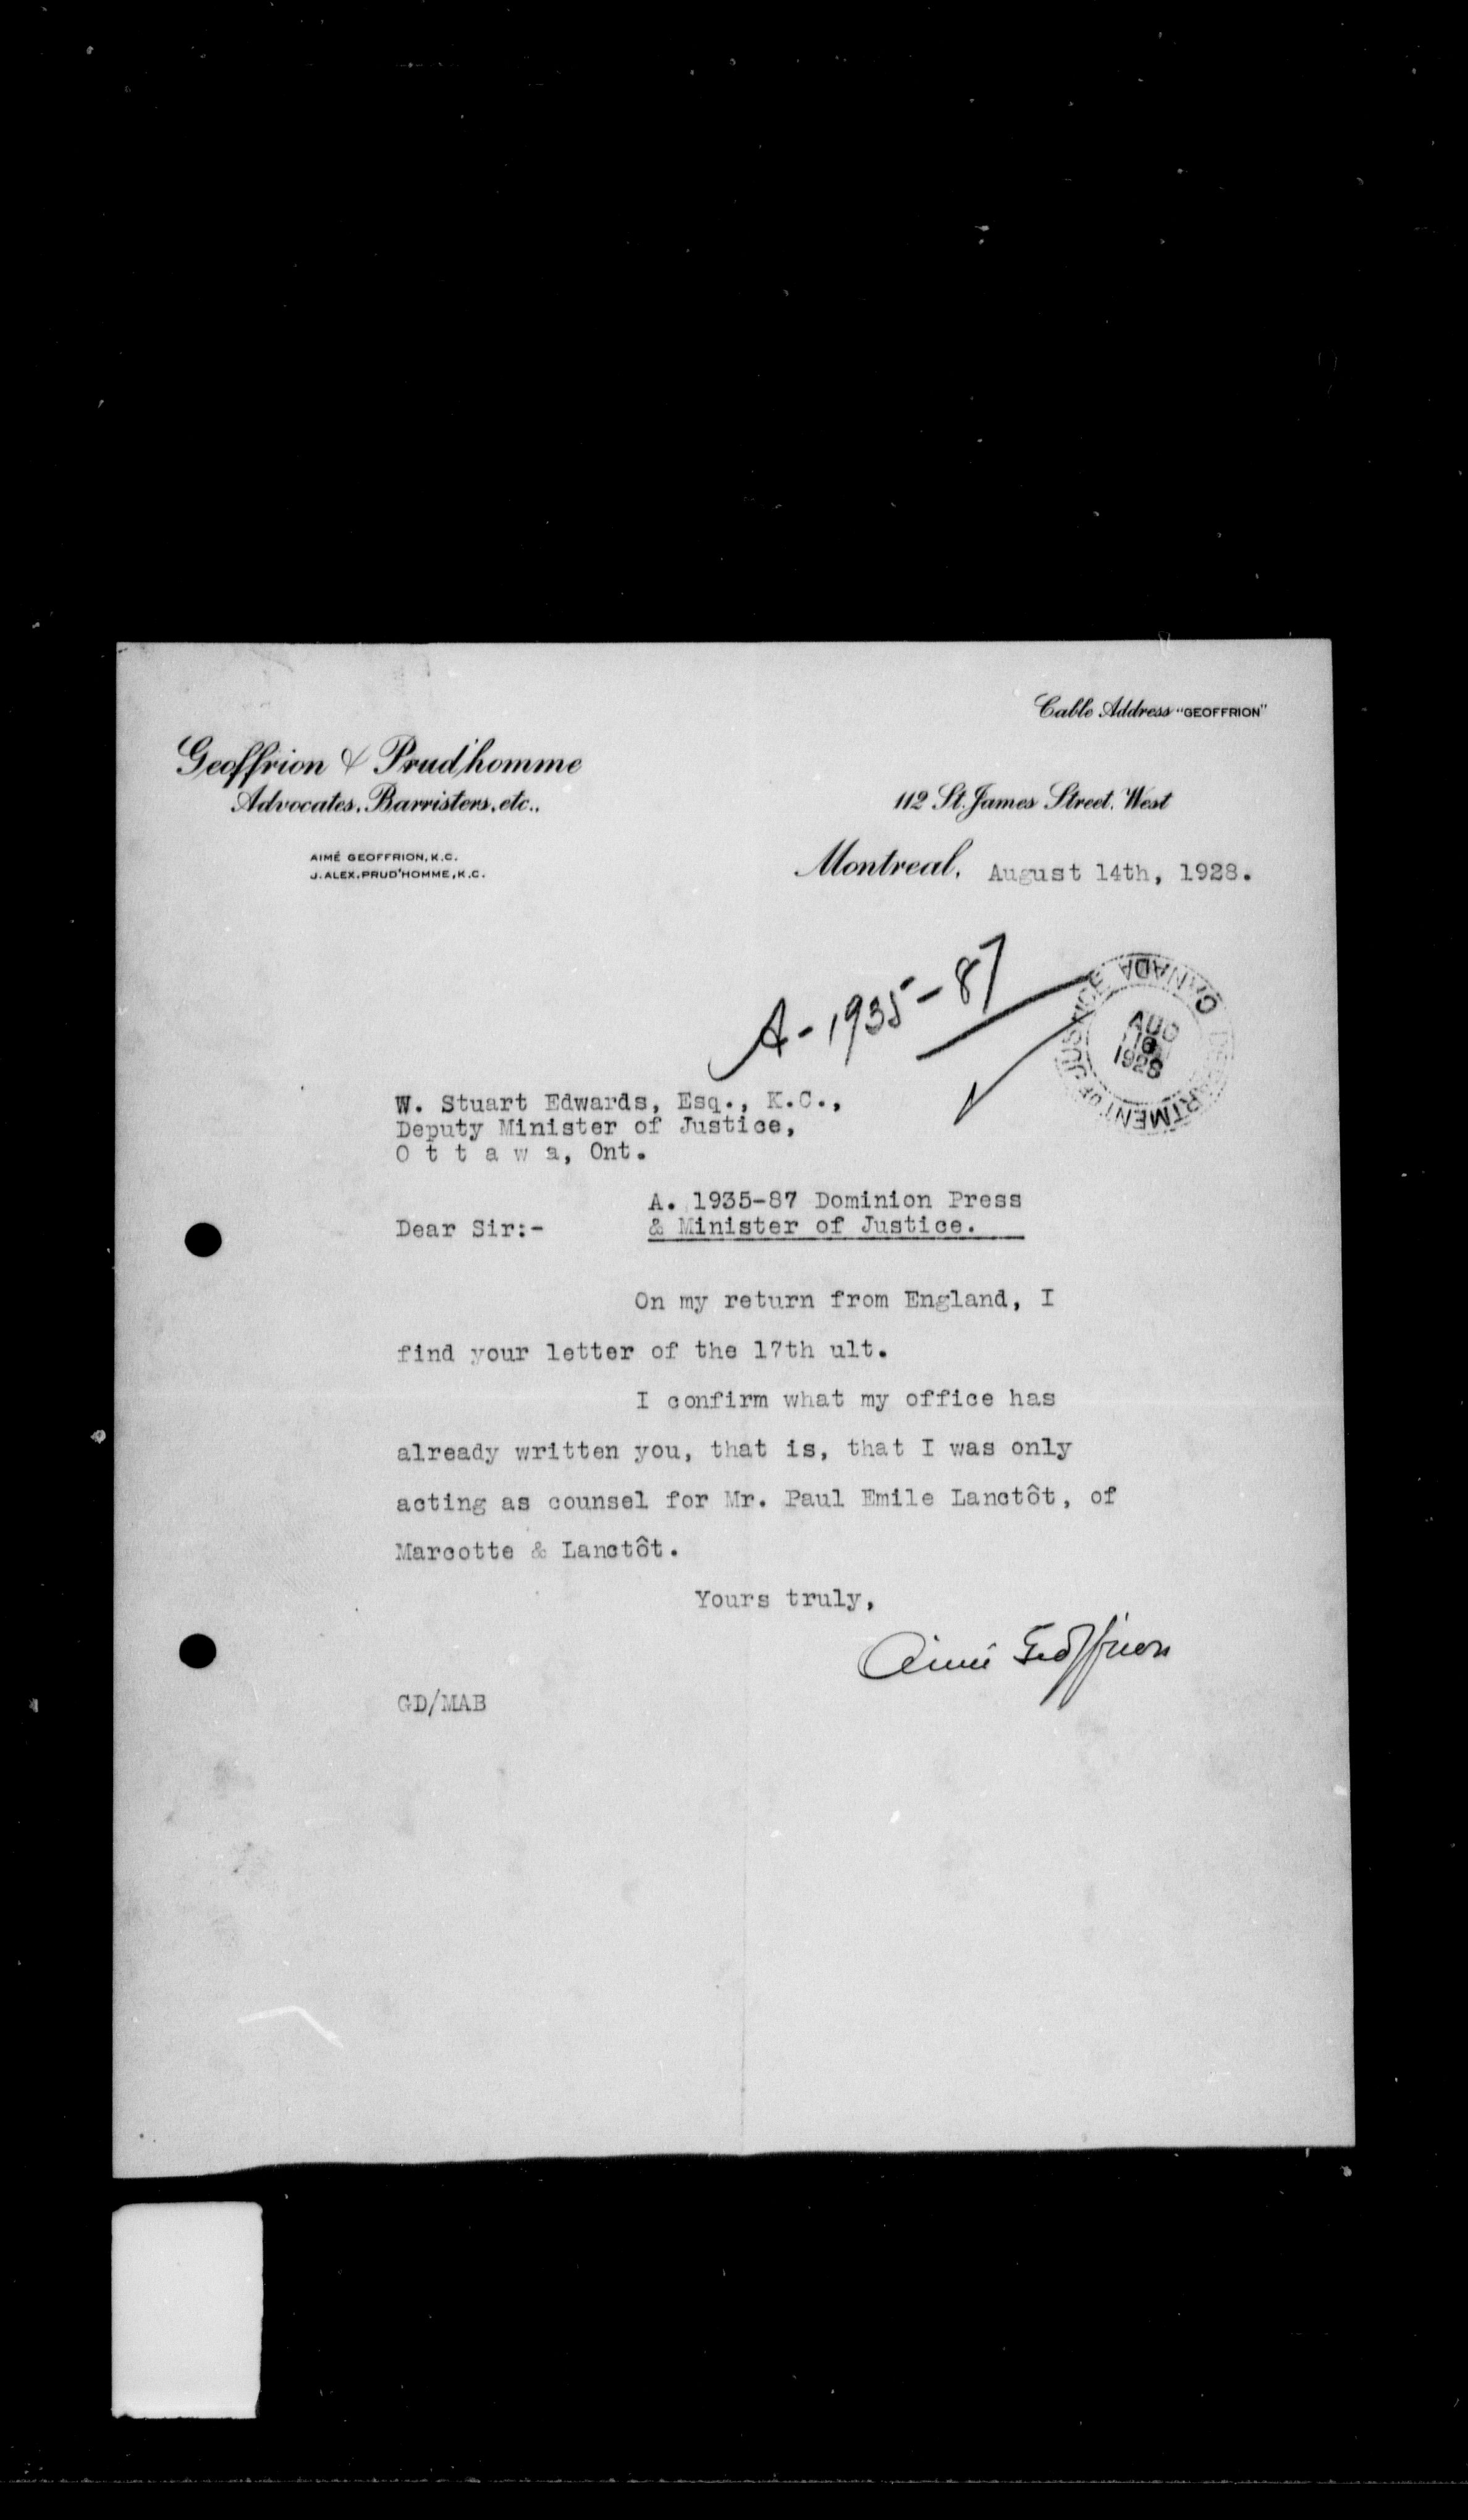 Cable Address "GEOFFRION"
Geoffrion & Prud'homme
Advocates, Barristers, etc..
112 St. James Street, West
AIMÉ GEOFFRION, K.C.
J. ALEX. PRUD'HOMME, K.C.
Montreal, August 14th, 1928.
A-1935-87
DEPARTMENT OF JUSTICE CANADA
AUG
16
1928
W. Stuart Edwards, Esq., K.C.,
Deputy Minister of Justice,
O t t a w a, Ont.
A. 1935-87 Dominion Press
Dear Sir:- & Minister of Justice.
On my return from England, I
find your letter of the 17th ult.
I confirm what my office has
already written you, that is, that I was only
acting as counsel for Mr. Paul Emile Lanctôt, of
Marcotte & Lanctôt.
Yours truly,
Aimé Geoffrion
GD/MAB